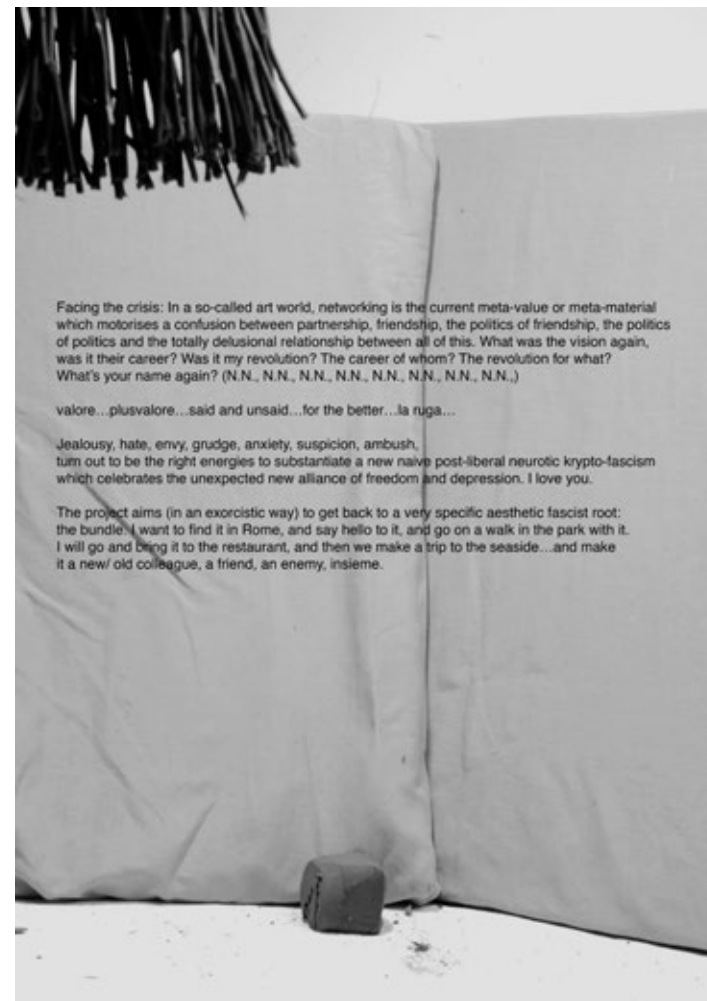 Facing the crisis: In a so-called art world, networking is the current meta-value or meta-material
which motorises a confusion between partnership, friendship, the politics of friendship, the politics
of politics and the totally delusional relationship between all of this. What was the vision again,
was it their career? Was it my revolution? The career of whom? The revolution for what?
What's your name again? (N.N., N.N., N.N., N.N., N.N., N.N., N.N., N.N.,)
valore…plusvalore…said and unsaid…for the better…la ruga…
Jealousy, hate, envy, grudge, anxiety, suspicion, ambush,
turn out to be the right energies to substantiate a new naive post-liberal neurotic krypto-fascism
which celebrates the unexpected new alliance of freedom and depression. I love you.
The project aims (in an exorcistic way) to get back to a very specific aesthetic fascist root:
the bundle. I want to find it in Rome, and say hello to it, and go on a walk in the park with it.
I will go and bring it to the restaurant, and then we make a trip to the seaside…and make
it a new/ old colleague, a friend, an enemy, insieme.